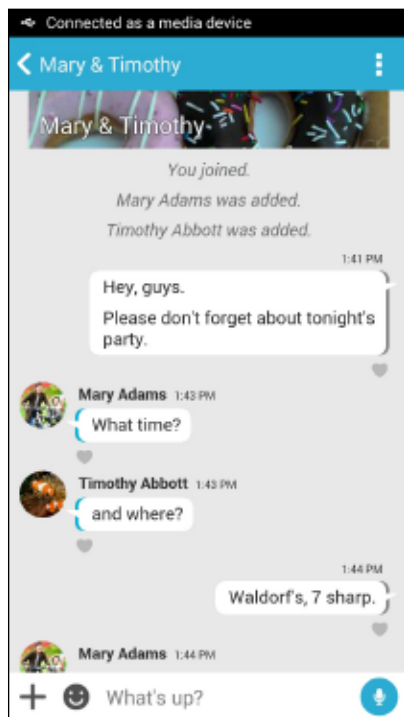 Connected as a media device
Mary & Timothy
Mary & Timothy
You joined.
Mary Adams was added.
Timothy Abbott was added.
1:41 PM
Hey, guys.
Please don't forget about tonight's
party.
Mary Adams 1:43 PM
What time?
Timothy Abbott 1:43 PM
and where?
1:44 PM
Waldorf's, 7 sharp.
Mary Adams 1:44 PM
What's up?